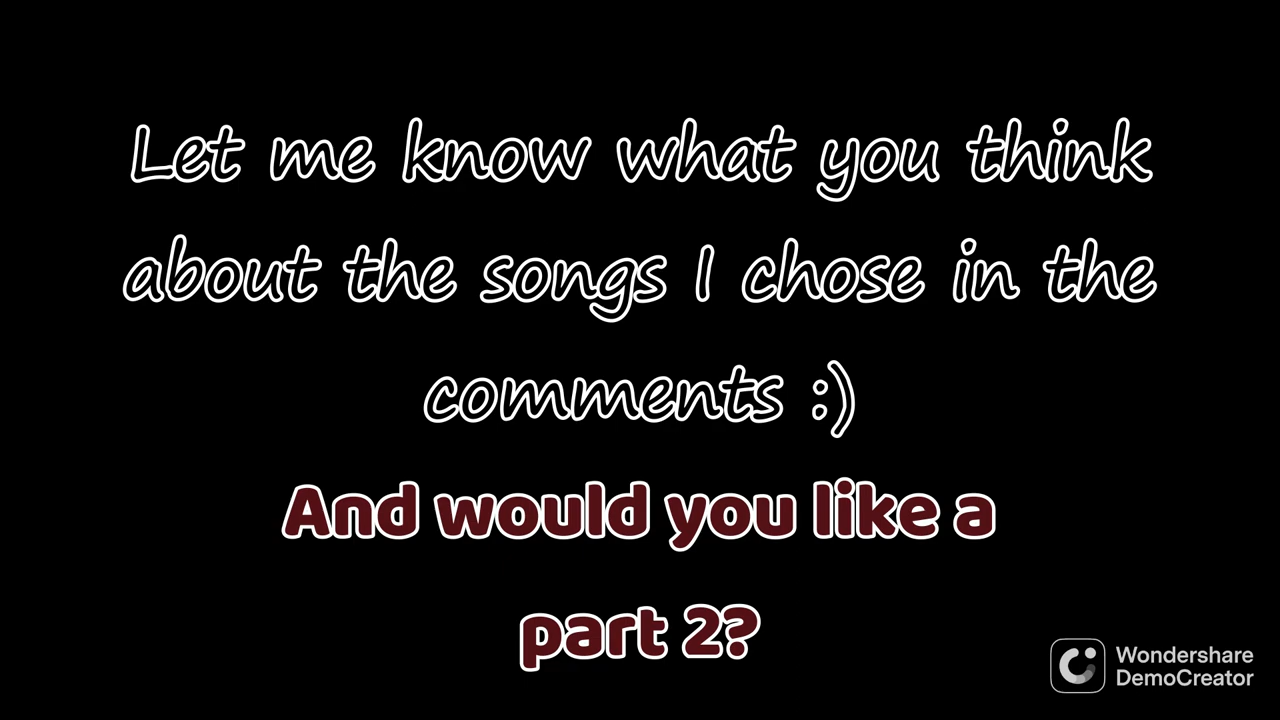 Let me know what you think
about the songs I chose in the
comments :)
And would you like a
part 2?
Wondershare
DemoCreator